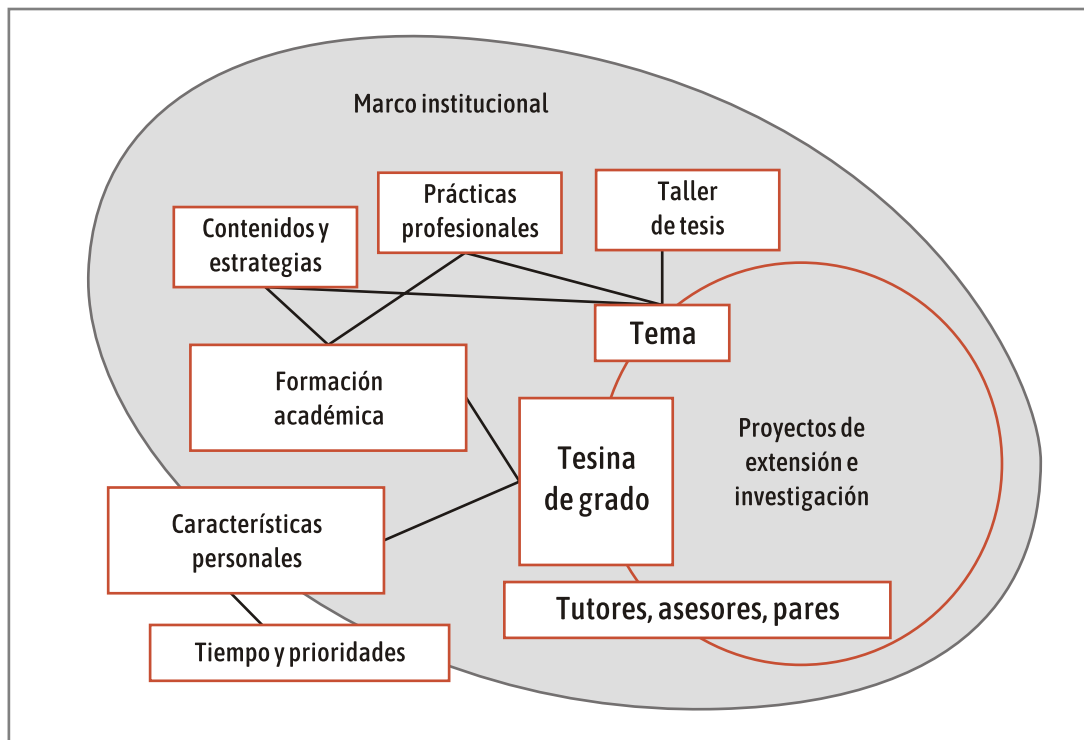 Marco institucional
Contenidos y
estrategias
Prácticas
profesionales
Taller
de tesis
Tema
Formación
académica
Tesina
de grado
Proyectos de
extensión e
investigación
Característicias
personales
Tutores, asesores, pares
Tiempo y prioridades